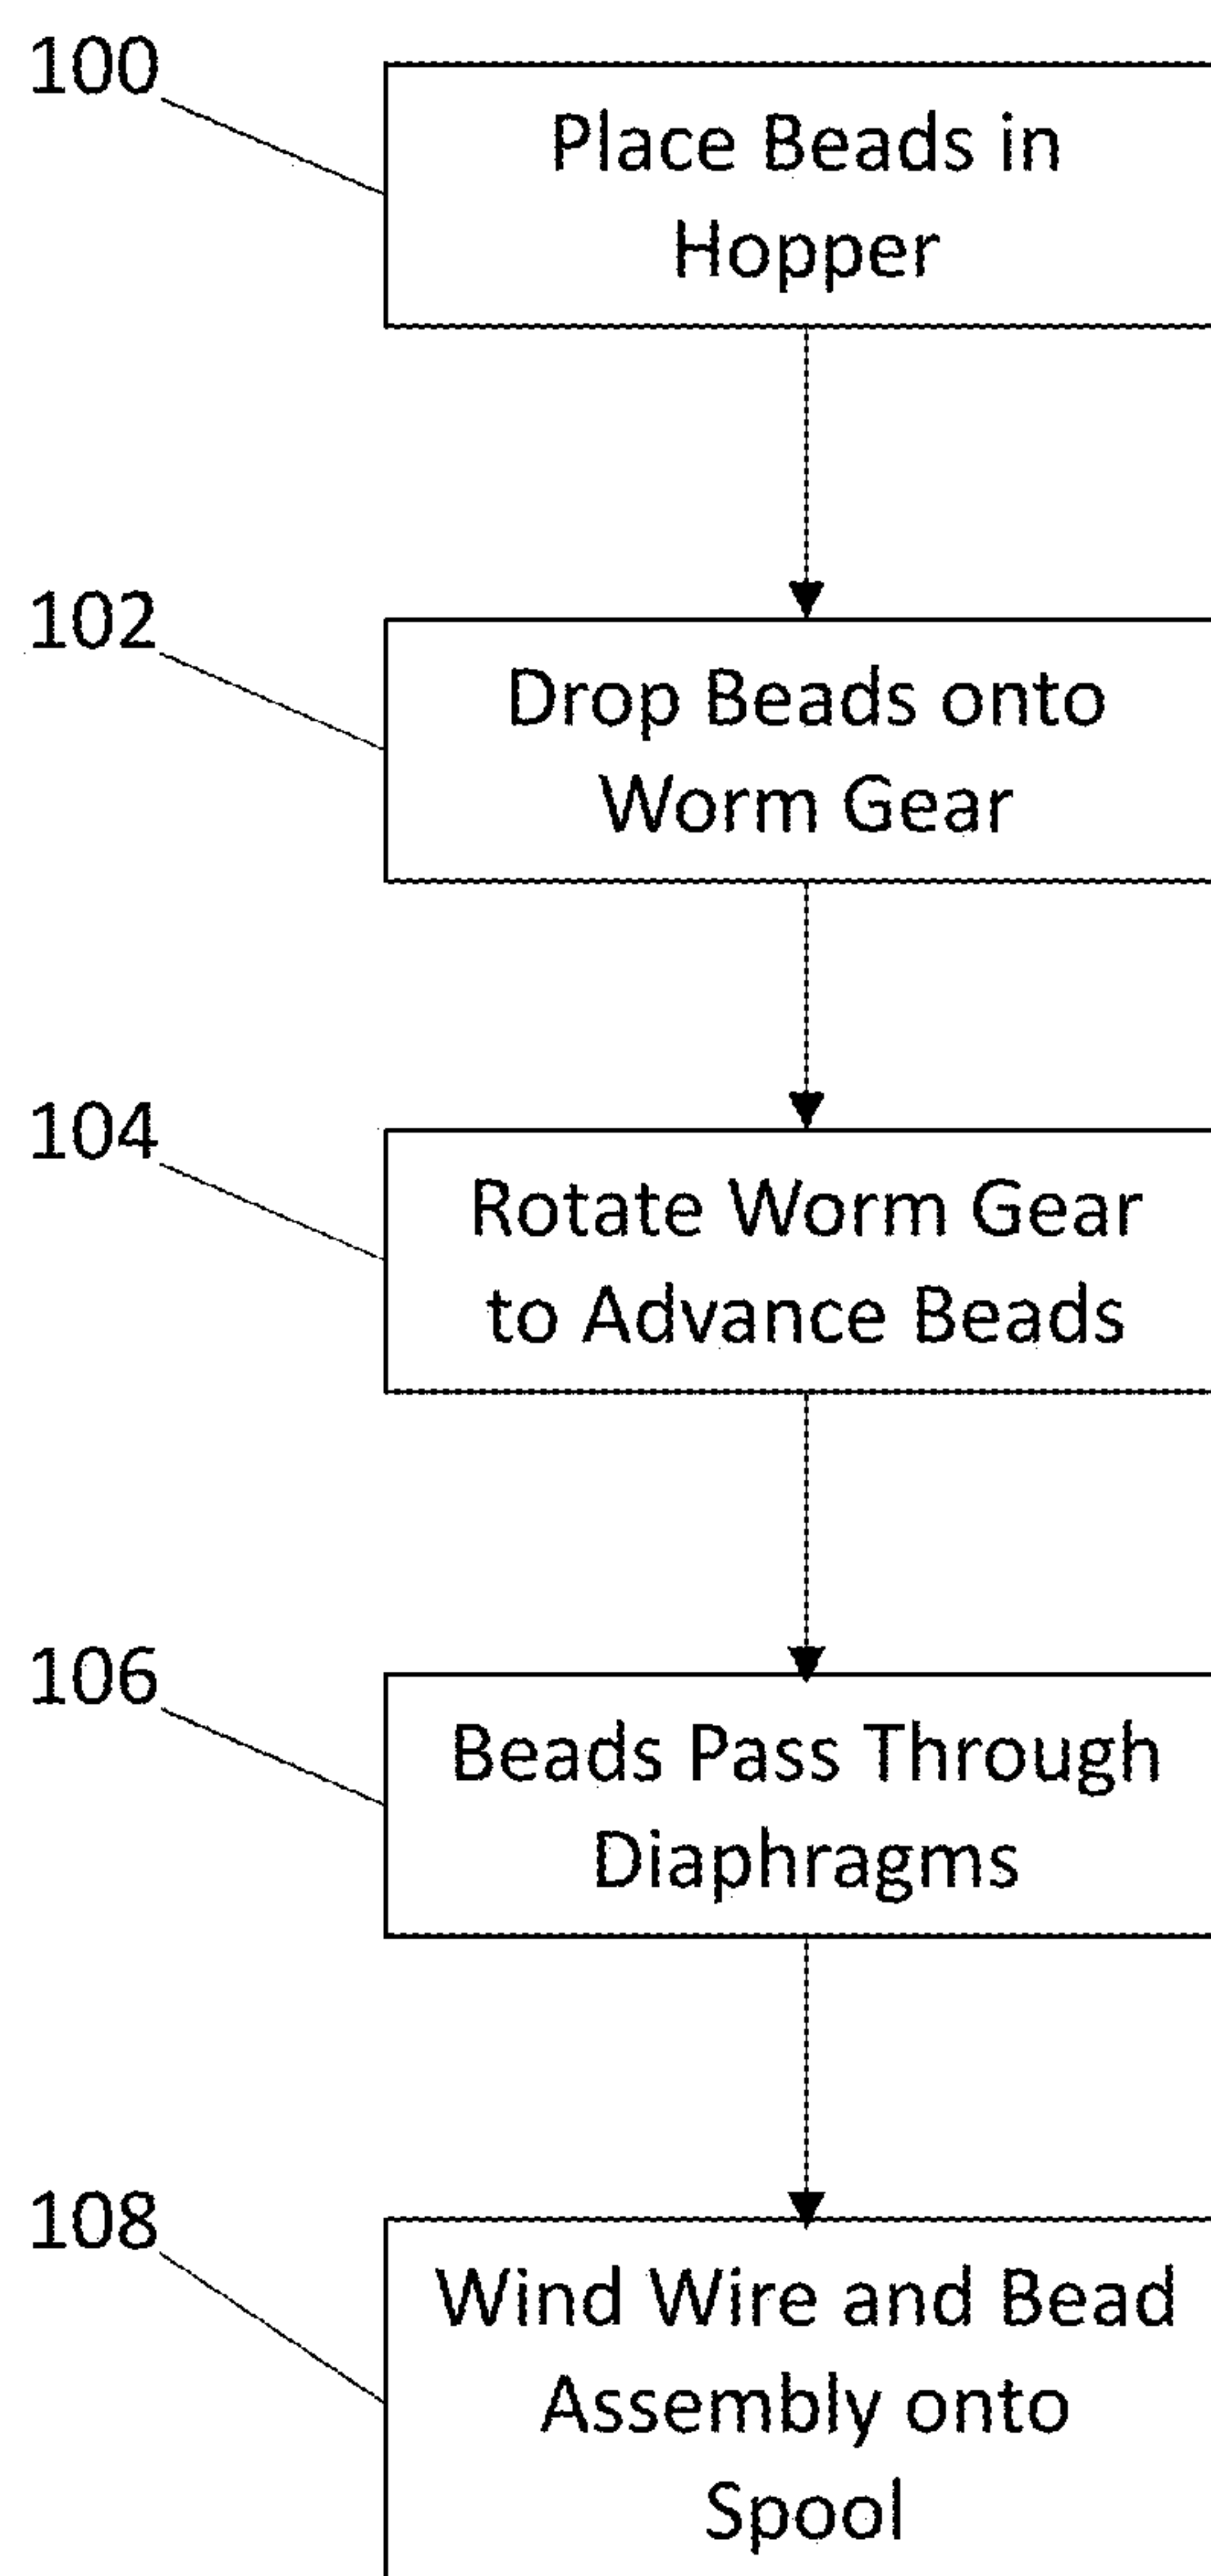 100
Place Beads in
Hopper
102
Drop Beads onto
Worm Gear
104
Rotate Worm Gear
to Advance Beads
106
Beads Pass Through
Diaphragms
108
Wind Wire and Bead
Assembly onto
Spool